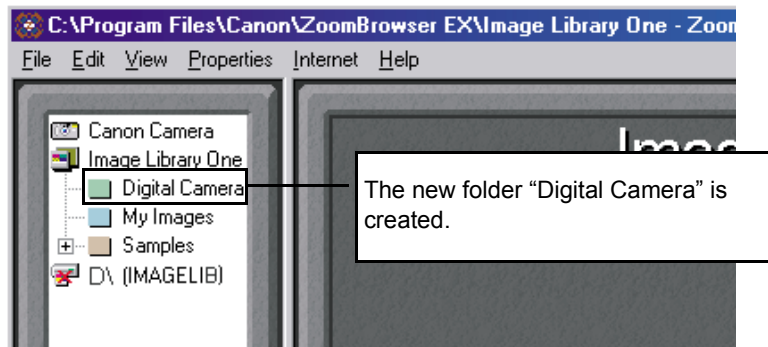 C:\Program Files\Canon\ZoomBrowser EX\Image Library One - Zoom
File Edit View Properties Internet Help
Canon Camera
Image Library One
Digital Camera
My Images
Samples
D\ (IMAGELIB)
The new folder “Digital Camera” is
created.